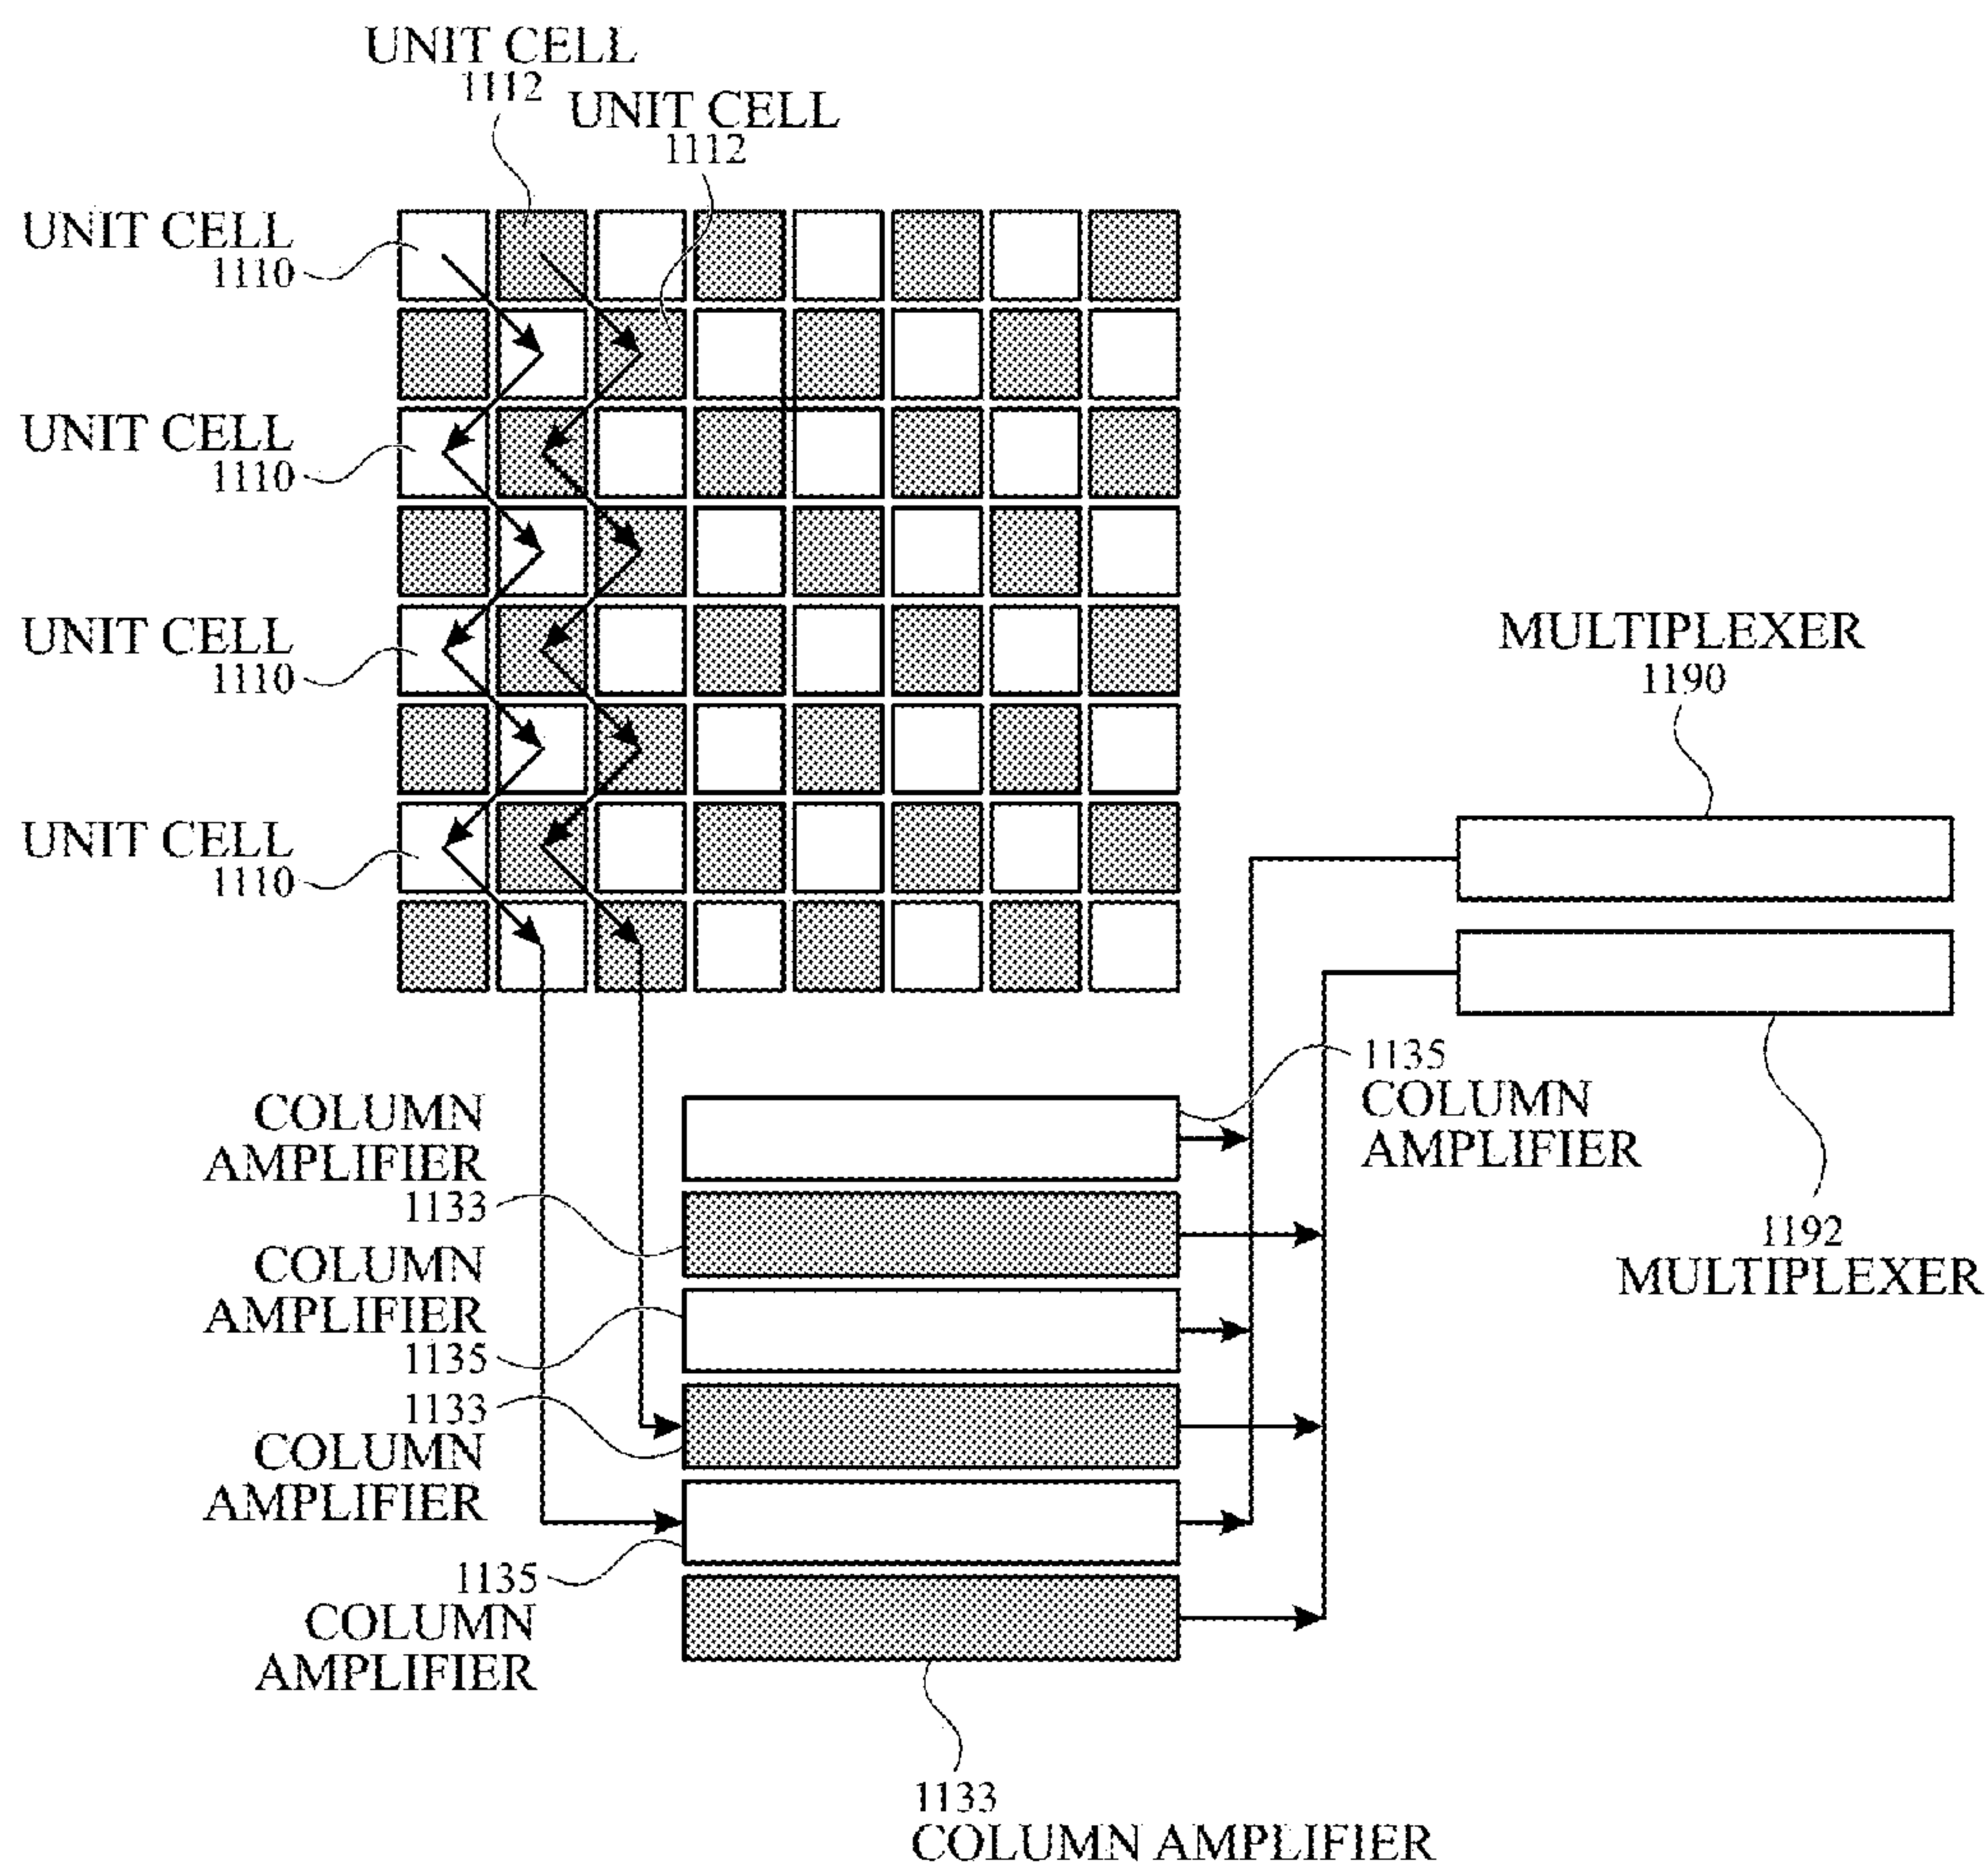 UNIT CELL
1112
UNIT CELL
1112
UNIT CELL
1110
UNIT CELL
1110
UNIT CELL
1110
UNIT CELL
1110
MULTIPLEXER
1190
1135
COLUMN
AMPLIFIER
1192
MULTIPLEXER
COLUMN
AMPLIFIER
1133
COLUMN
AMPLIFIER
1135
1133
COLUMN
AMPLIFIER
1135
COLUMN
AMPLIFIER
1133
COLUMN AMPLIFIER